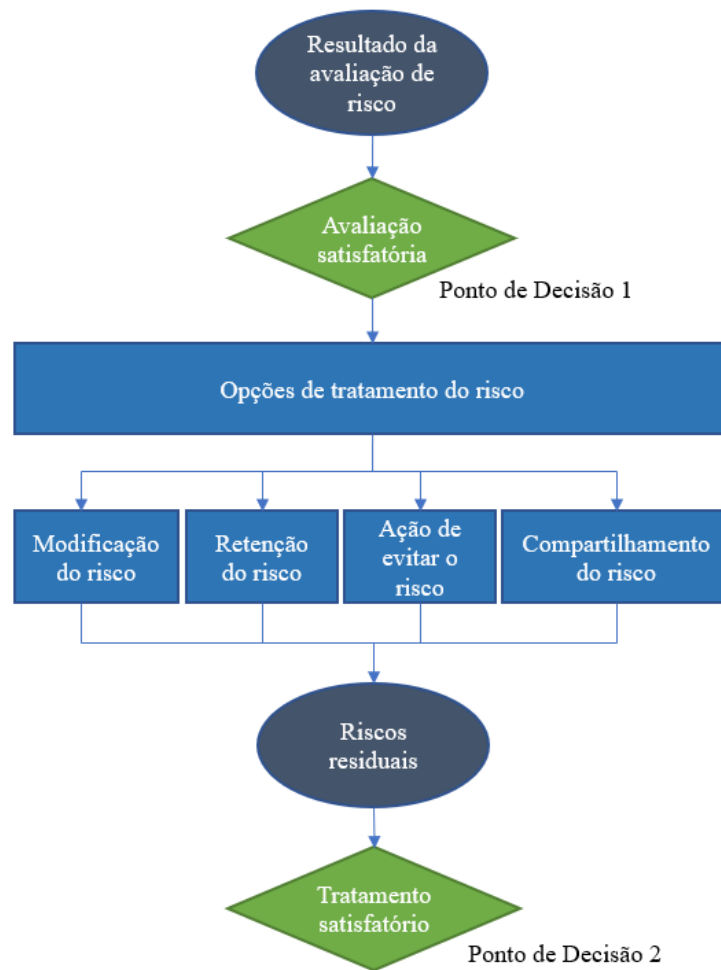 Resultado da
avaliação de
risco
Avaliação
satisfatória
Ponto de Decisão 1
Opções de tratamento do risco
Modificação
do risco
Retenção
do risco
Ação de
evitar o
risco
Compartilhamento
do risco
Riscos
residuais
Tratamento
satisfatório
Ponto de Decisão 2